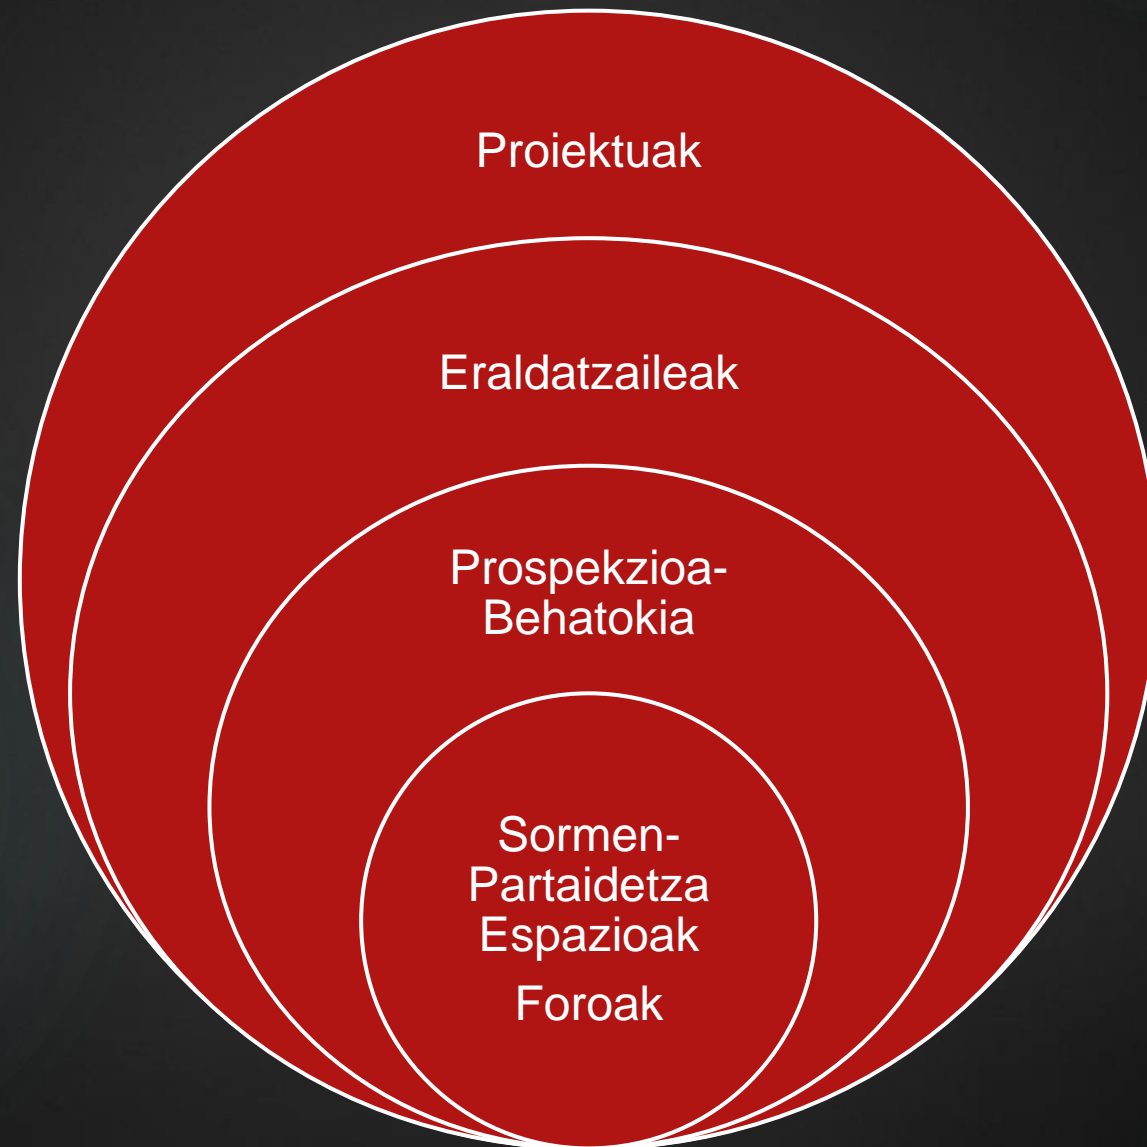 Proiektuak
Eraldatzaileak
Prospekzioa-
Behatokia
Sormen-
Partaidetza
Espazioak
Foroak